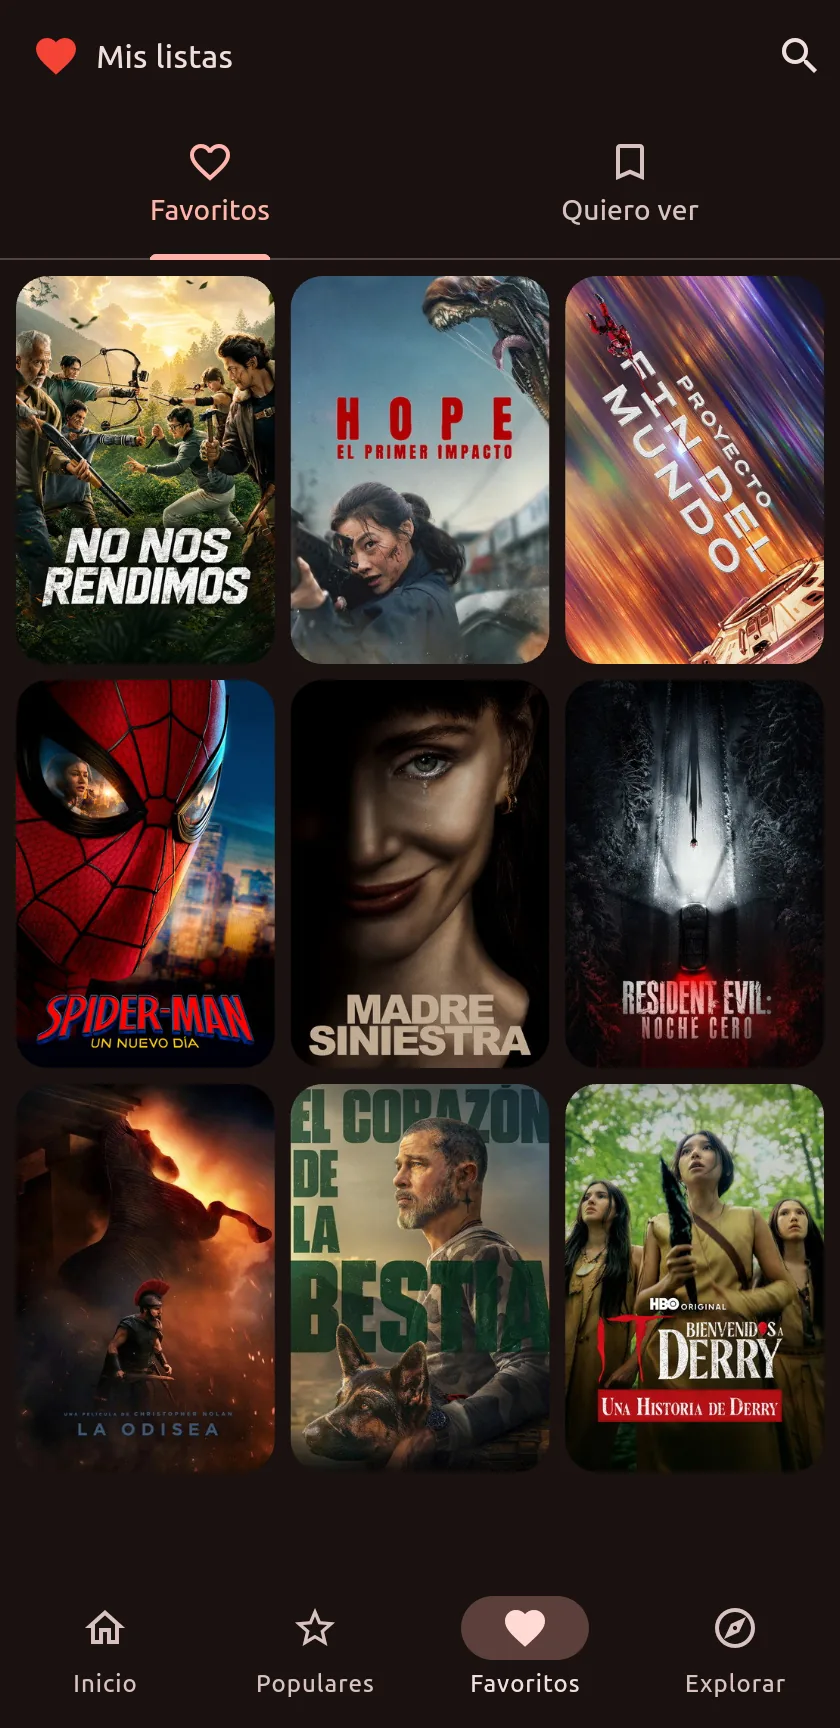 Mis listas
Favoritos
Quiero ver
NO NOS
RENDIMOS
HOPE
EL PRIMER IMPACTO
PROYECTO
FIN DEL
MUNDO
SPIDER-MAN
UN NUEVO DÍA
MADRE
SINIESTRA
RESIDENT EVIL:
NOCHE CERO
UNA PELÍCULA DE CHRISTOPHER NOLAN
LA ODISEA
EL CORAZÓN
DE
LA
BESTIA
HBO ORIGINAL
IT BIENVENIDOS A
DERRY
UNA HISTORIA DE DERRY
Inicio
Populares
Favoritos
Explorar